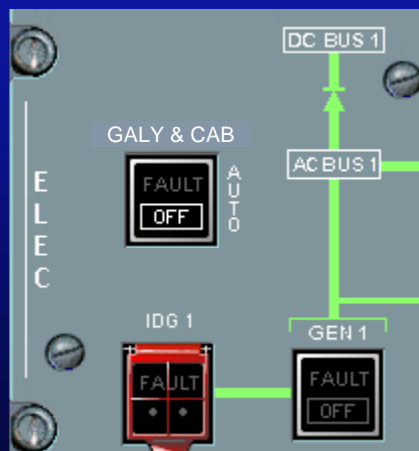 DC BUS 1
GALY & CAB
AC BUS 1
ELEC
FAULT
OFF
AUTO
IDG 1
GEN 1
FAULT
FAULT
OFF